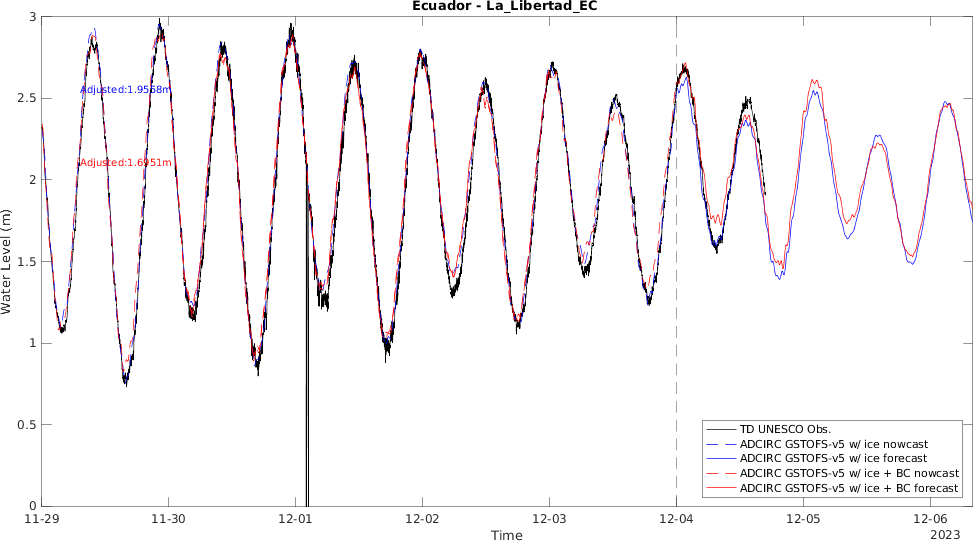 Ecuador - La_Libertad_EC
3
2.5
2
1.5
1
0.5
0
Water Level (m)
Adjusted:1.9568m
Adjusted:1.6951m
TD UNESCO Obs.
ADCIRC GSTOFS-v5 w/ ice nowcast
ADCIRC GSTOFS-v5 w/ ice forecast
ADCIRC GSTOFS-v5 w/ ice + BC nowcast
ADCIRC GSTOFS-v5 w/ ice + BC forecast
11-29 11-30 12-01 12-02 12-03 12-04 12-05 12-06
Time
2023